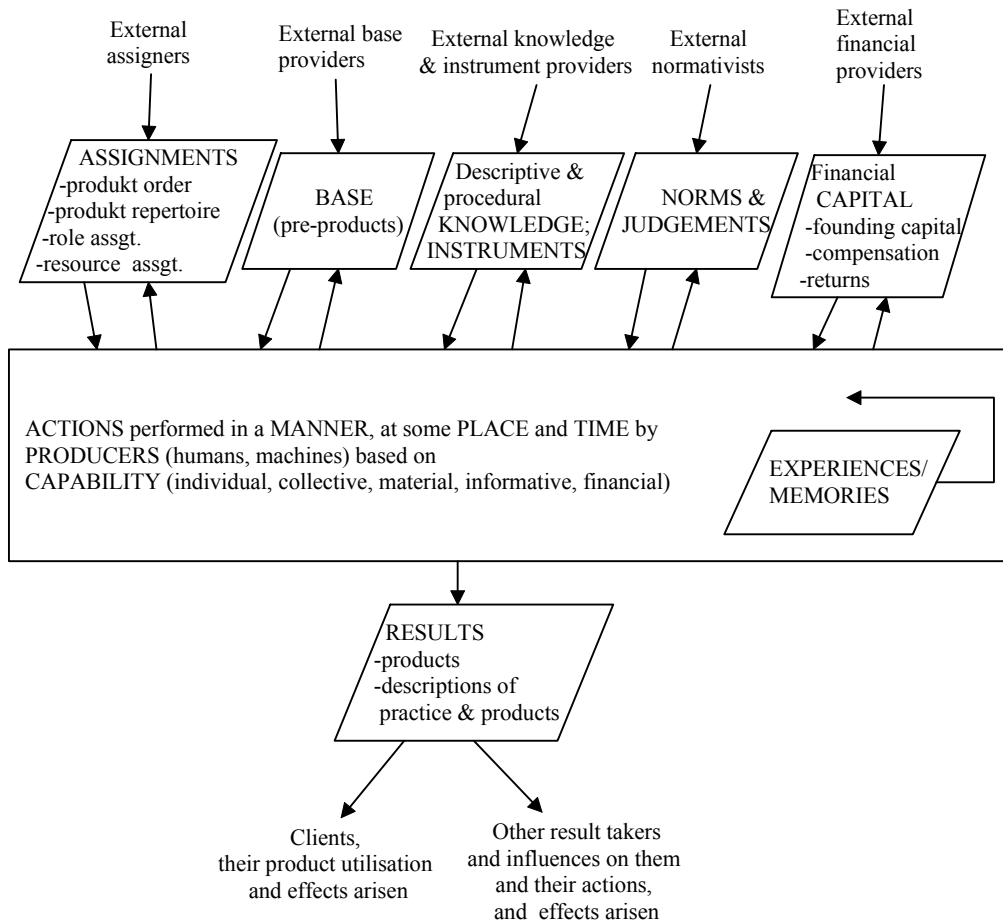 External
assigners
External base
providers
External knowledge
& instrument providers
External
normativists
External
financial
providers
ASSIGNMENTS
-produkt order
-produkt repertoire
-role assgt.
-resource assgt.
BASE
(pre-products)
Descriptive &
procedural
KNOWLEDGE;
INSTRUMENTS
NORMS &
JUDGEMENTS
Financial
CAPITAL
-founding capital
-compensation
-returns
ACTIONS performed in a MANNER, at some PLACE and TIME by
PRODUCERS (humans, machines) based on
CAPABILITY (individual, collective, material, informative, financial)
EXPERIENCES/
MEMORIES
RESULTS
-products
-descriptions of
practice & products
Clients,
their product utilisation
and effects arisen
Other result takers
and influences on them
and their actions,
and effects arisen